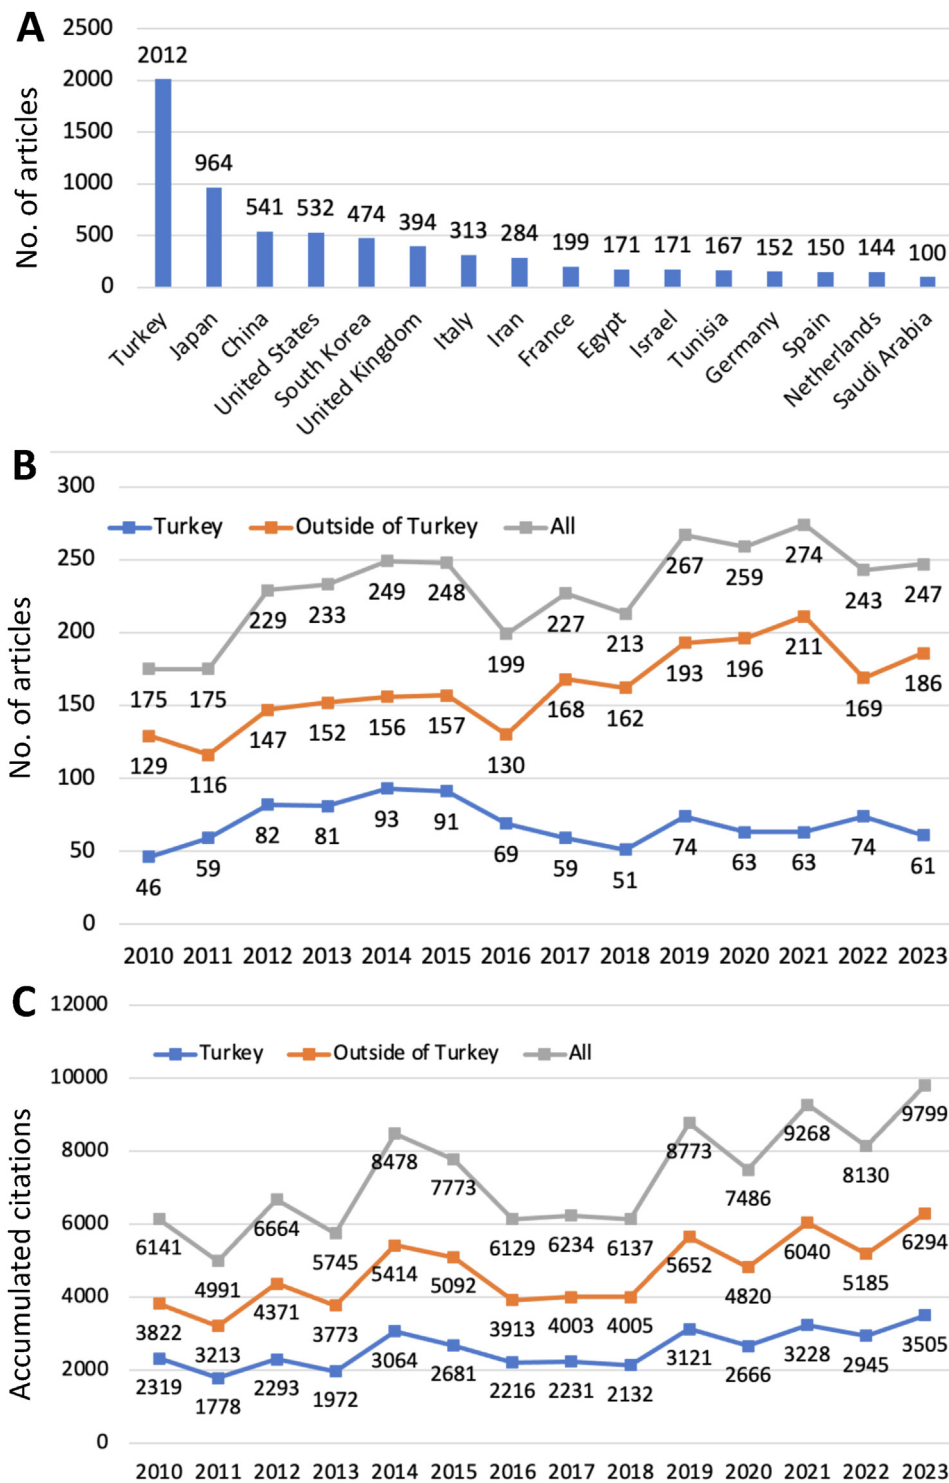 A
No. of articles
2500
2000
1500
1000
500
0
2012
964
541
532
474
394
313
284
199
171
171
167
152
150
144
100
Turkey
Japan
China
United States
South Korea
United Kingdom
Italy
Iran
France
Egypt
Israel
Tunisia
Germany
Spain
Netherlands
Saudi Arabia
B
No. of articles
300
250
200
150
100
50
0
Turkey Outside of Turkey All
175 175 229 233 249 248 199 227 213 267 259 274 243 247
129 116 147 152 156 157 130 168 162 193 196 211 169 186
46 59 82 81 93 91 69 59 51 74 63 63 74 61
2010 2011 2012 2013 2014 2015 2016 2017 2018 2019 2020 2021 2022 2023
C
Accumulated citations
12000
10000
8000
6000
4000
2000
0
Turkey Outside of Turkey All
6141 4991 6664 5745 8478 7773 6129 6234 6137 8773 7486 9268 8130 9799
3822 3213 4371 3773 5414 5092 3913 4003 4005 5652 4820 6040 5185 6294
2319 1778 2293 1972 3064 2681 2216 2231 2132 3121 2666 3228 2945 3505
2010 2011 2012 2013 2014 2015 2016 2017 2018 2019 2020 2021 2022 2023